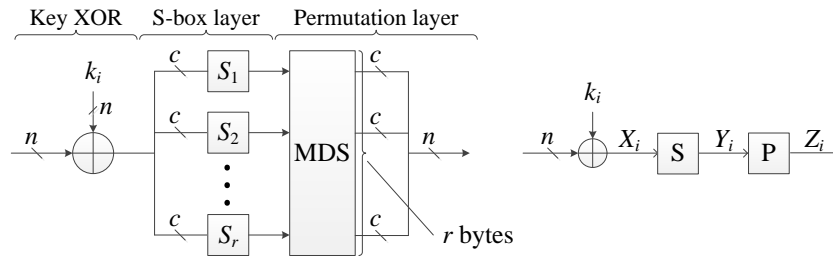 Key XOR S-box layer Permutation layer
k_i
n
n
c S_1 c
c S_2 c
MDS n
c S_r c
r bytes
k_i
n
X_i S Y_i P Z_i